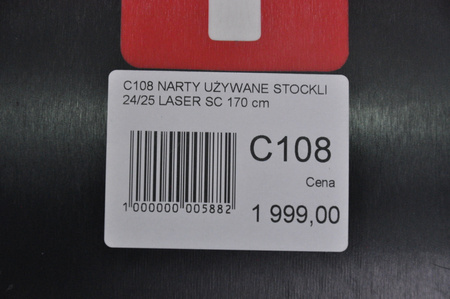 C108 NARTY UŻYWANE STOCKLI
24/25 LASER SC 170 cm
C108
Cena
1 000000 005882
1 999,00